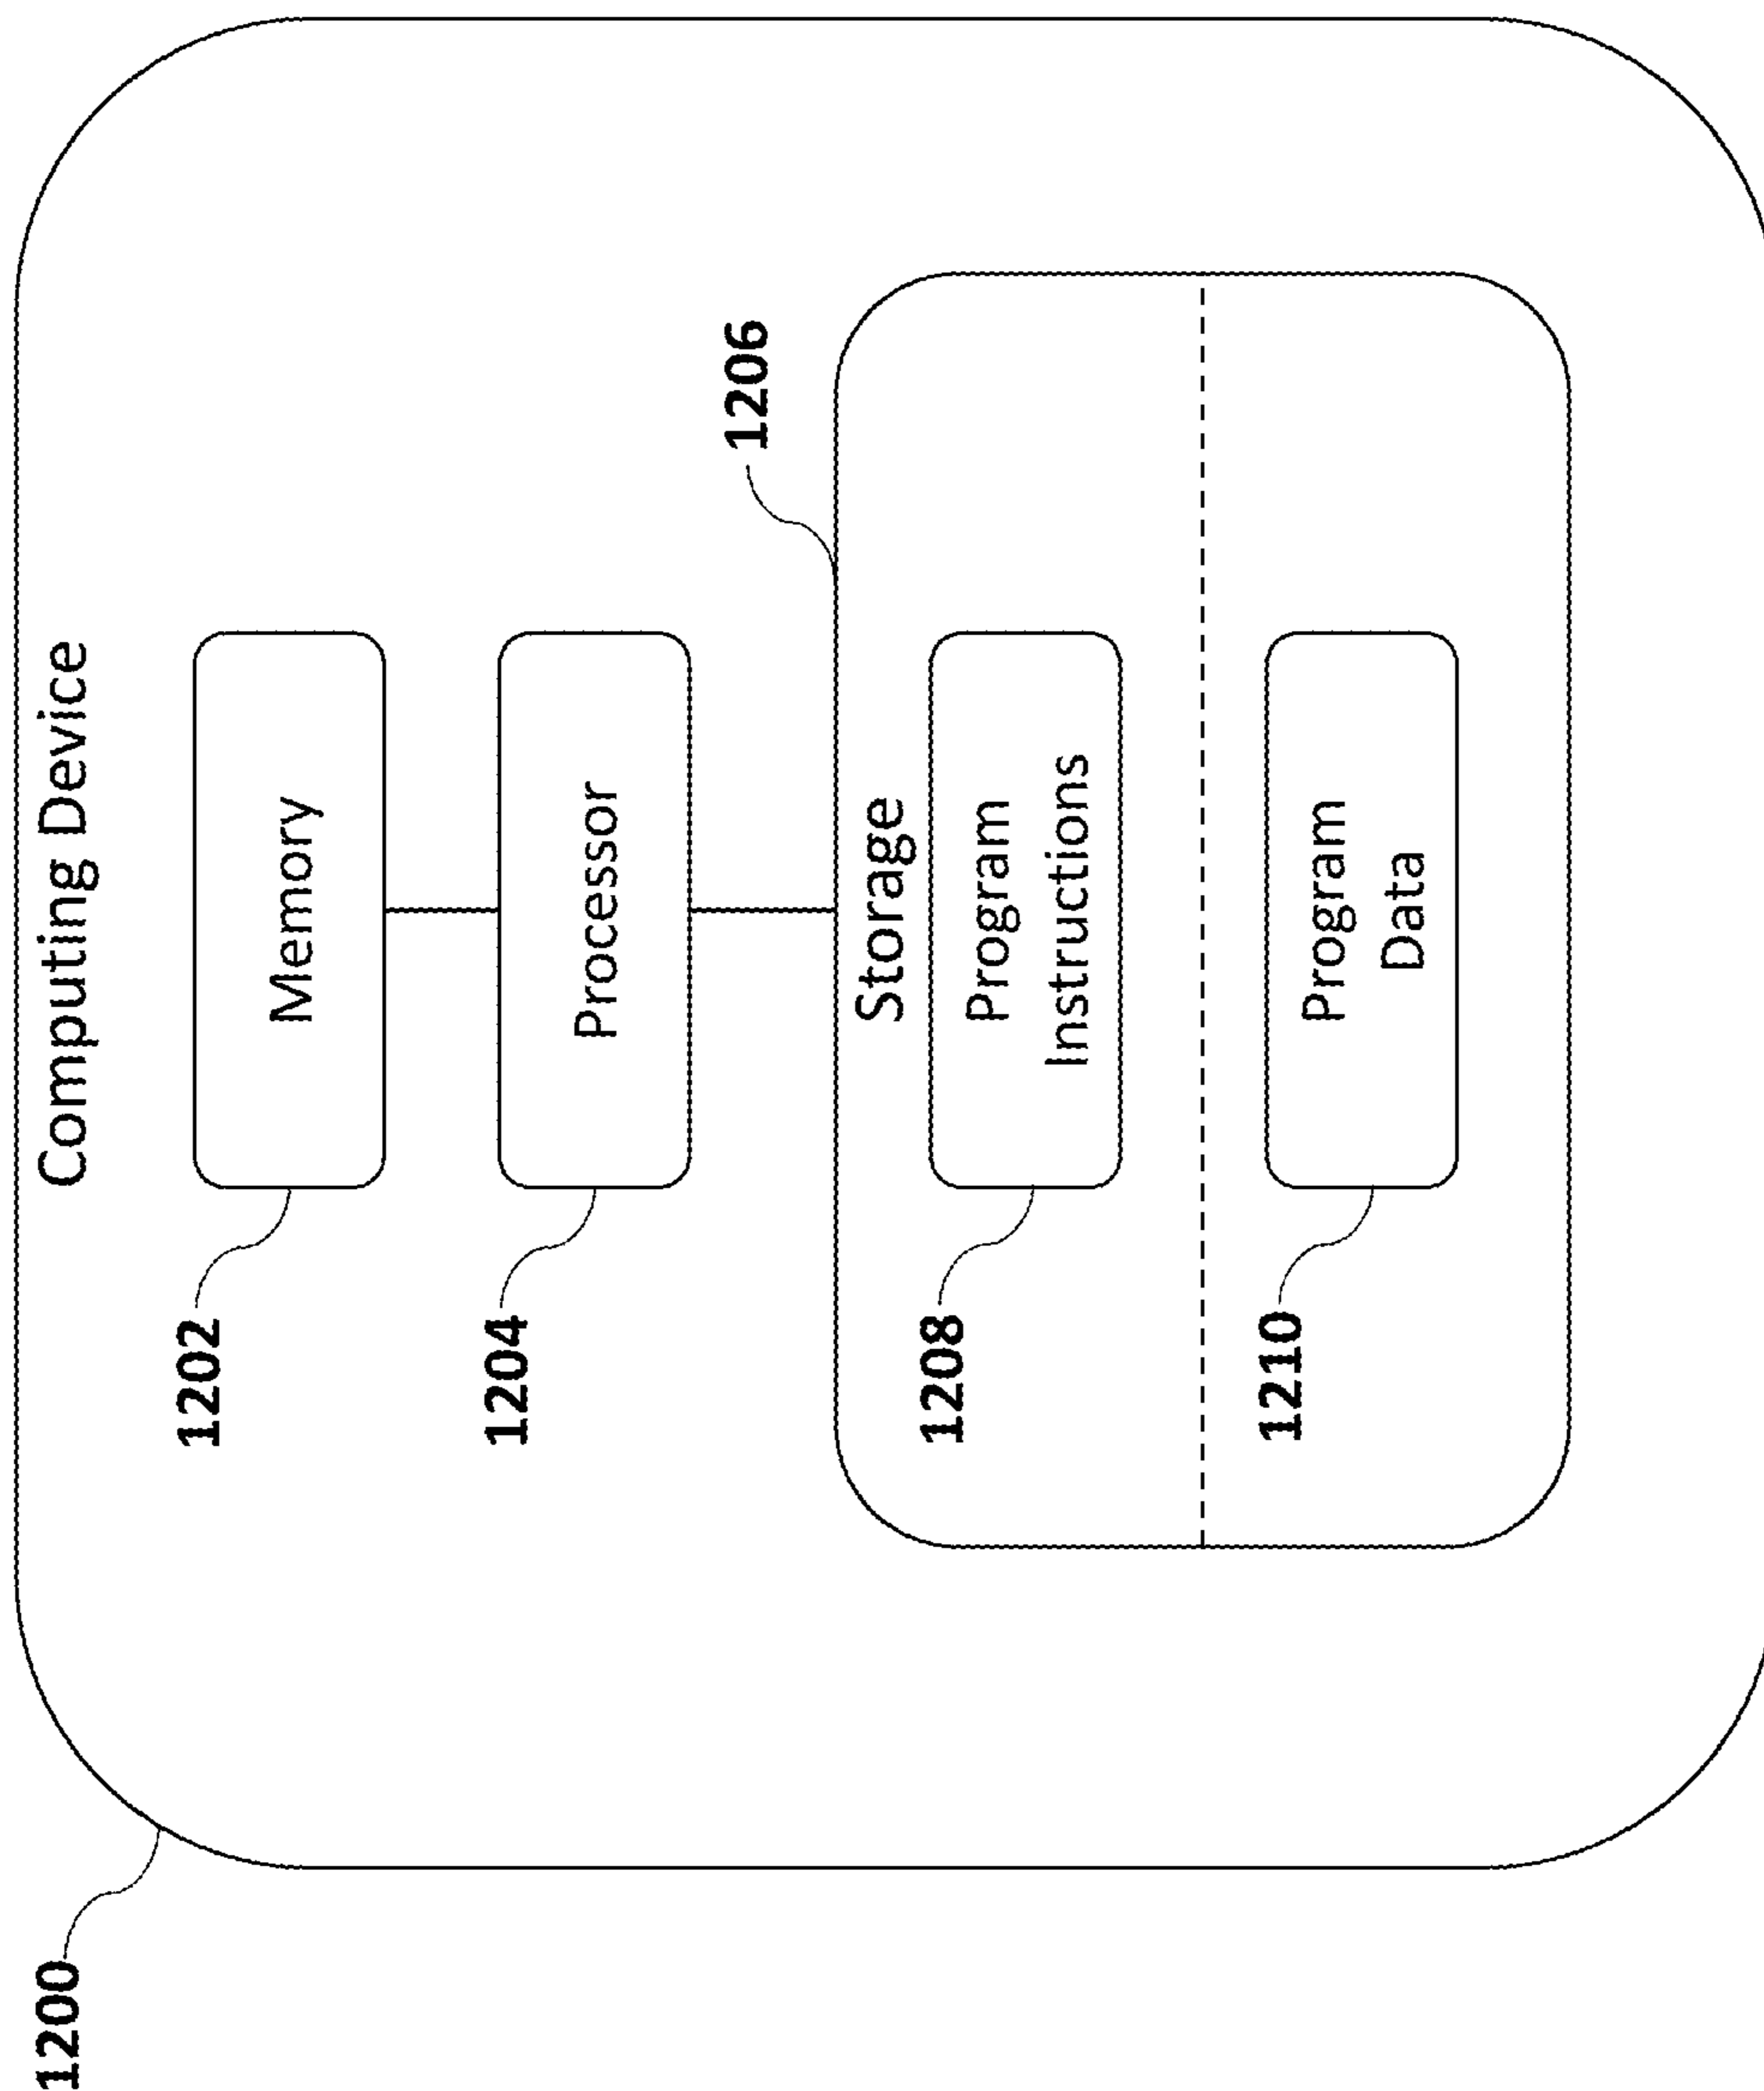 1200
Computing Device
1202
Memory
1204
Processor
1206
Storage
1208
Program
Instructions
1210
Program
Data